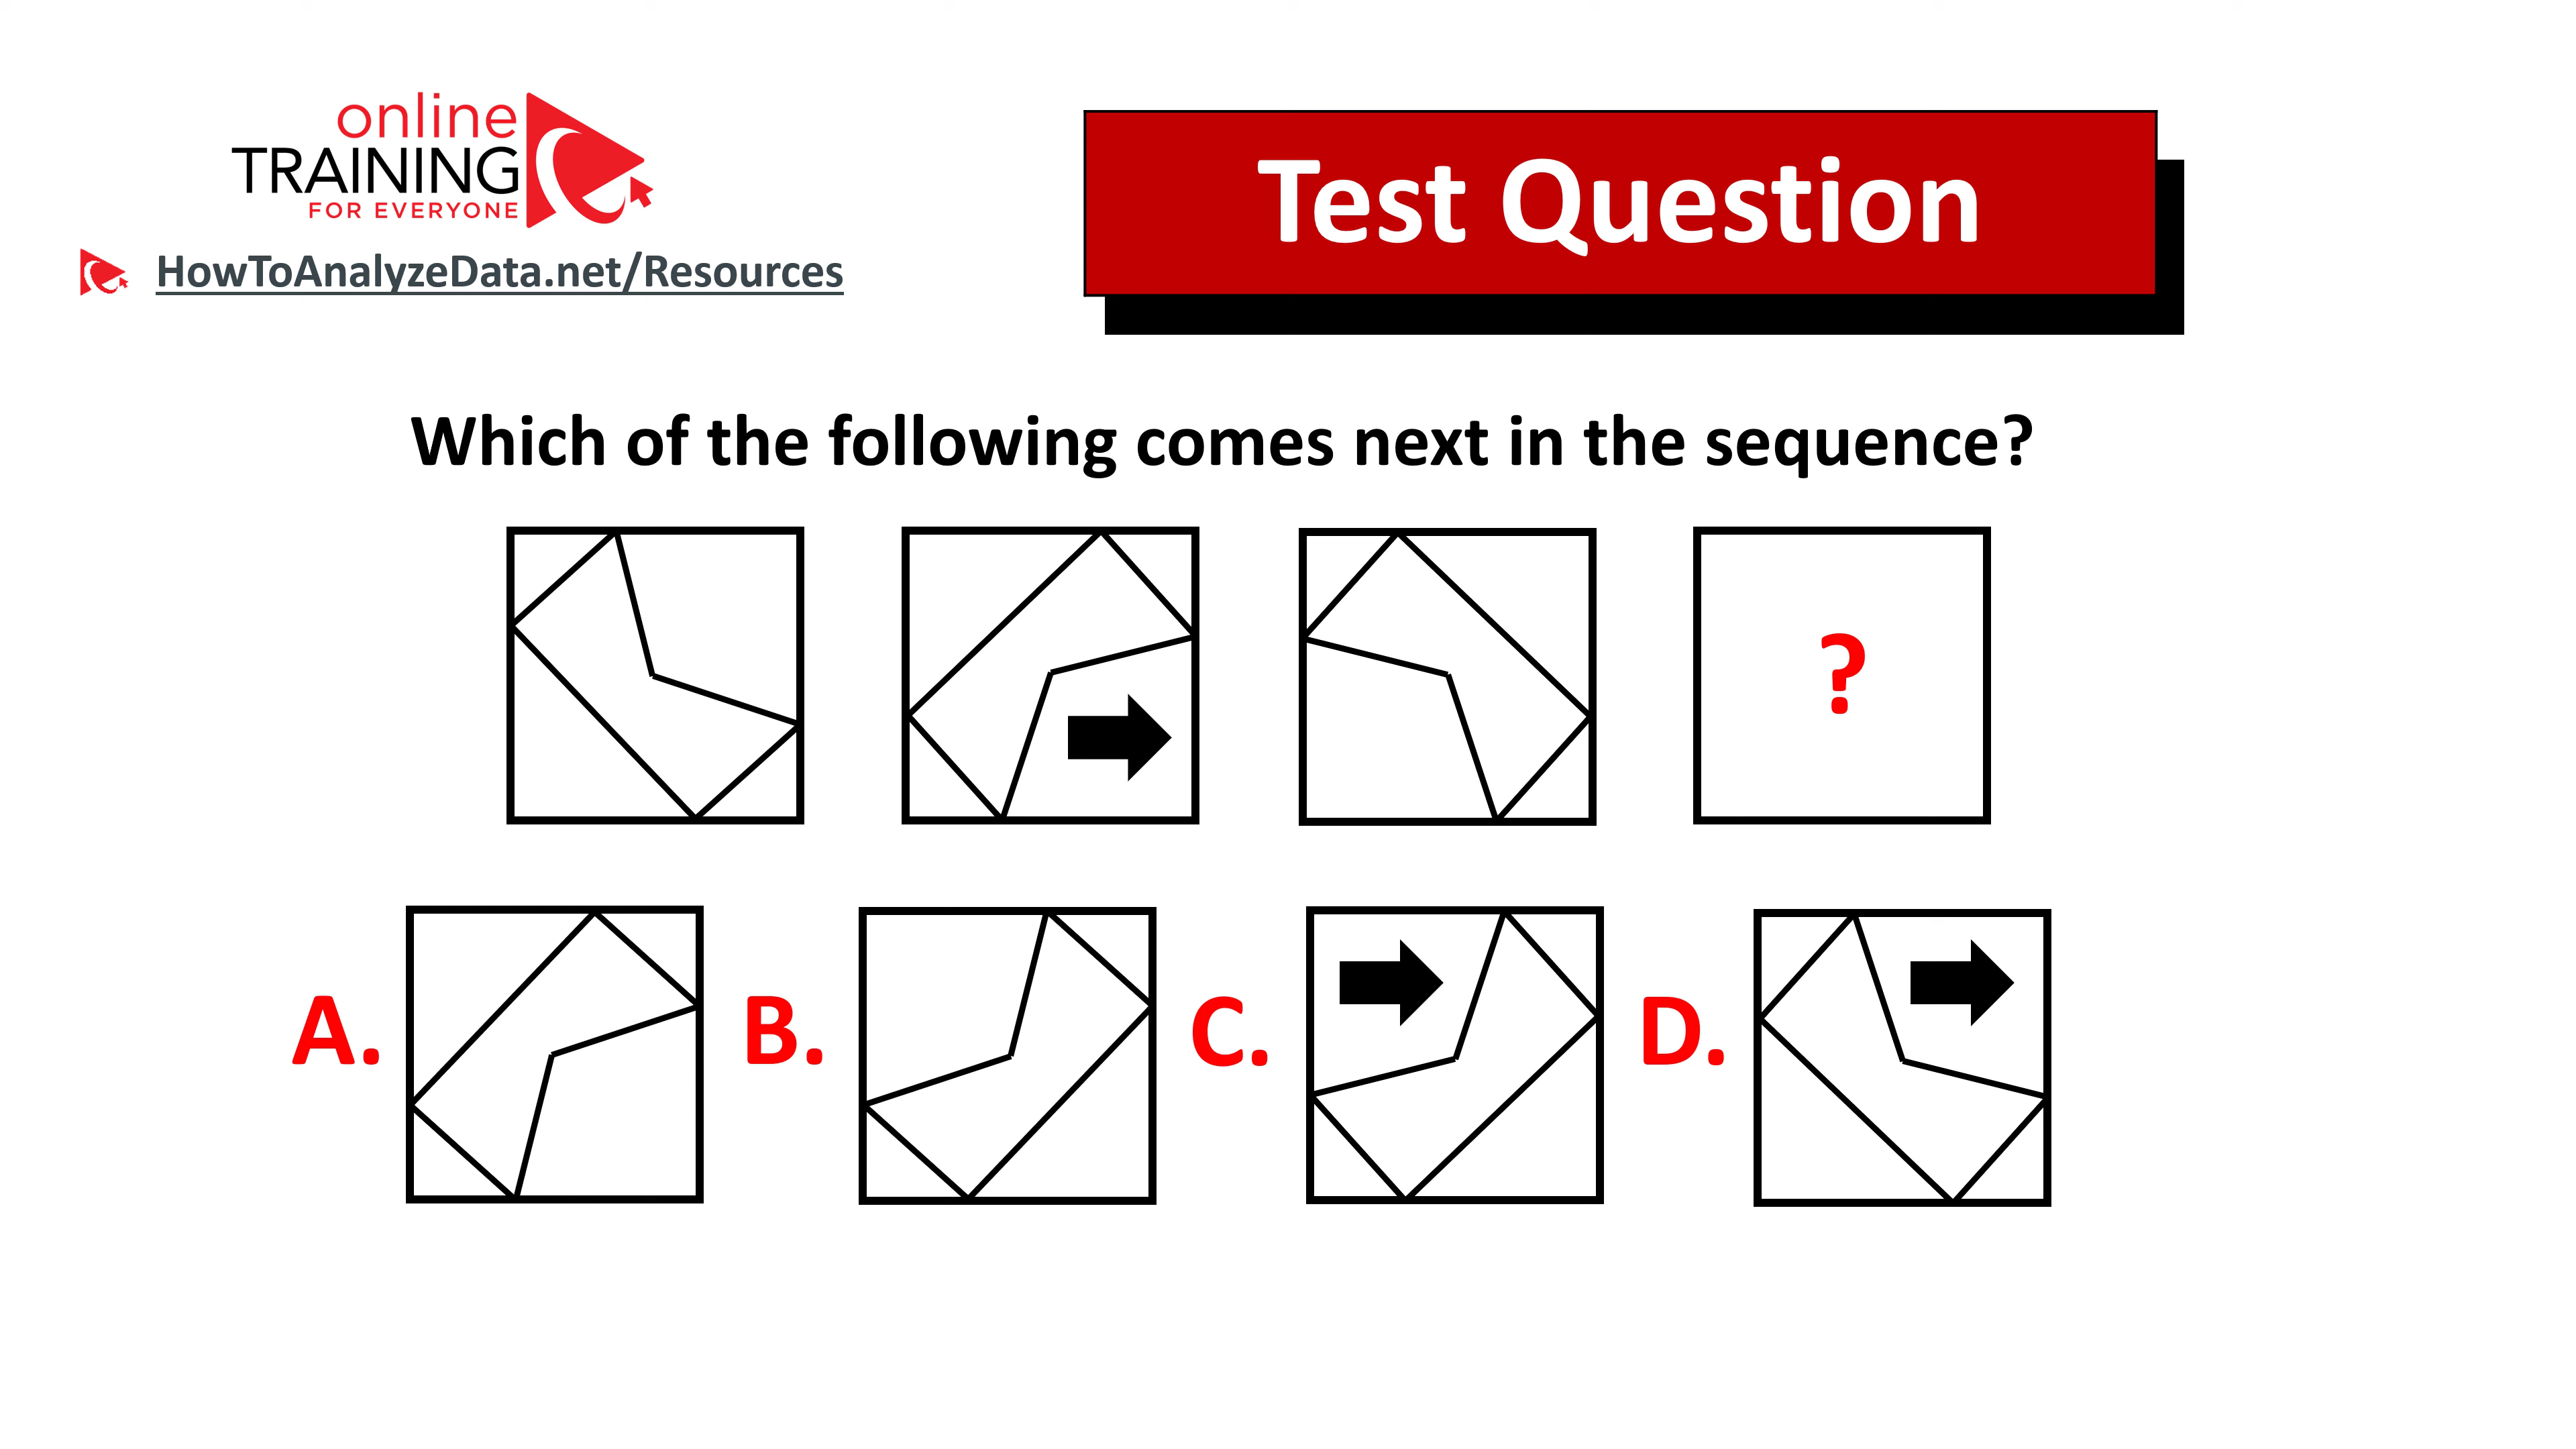 online
TRAINING
FOR EVERYONE
HowToAnalyzeData.net/Resources
Test Question
Which of the following comes next in the sequence?
?
A. B. C. D.